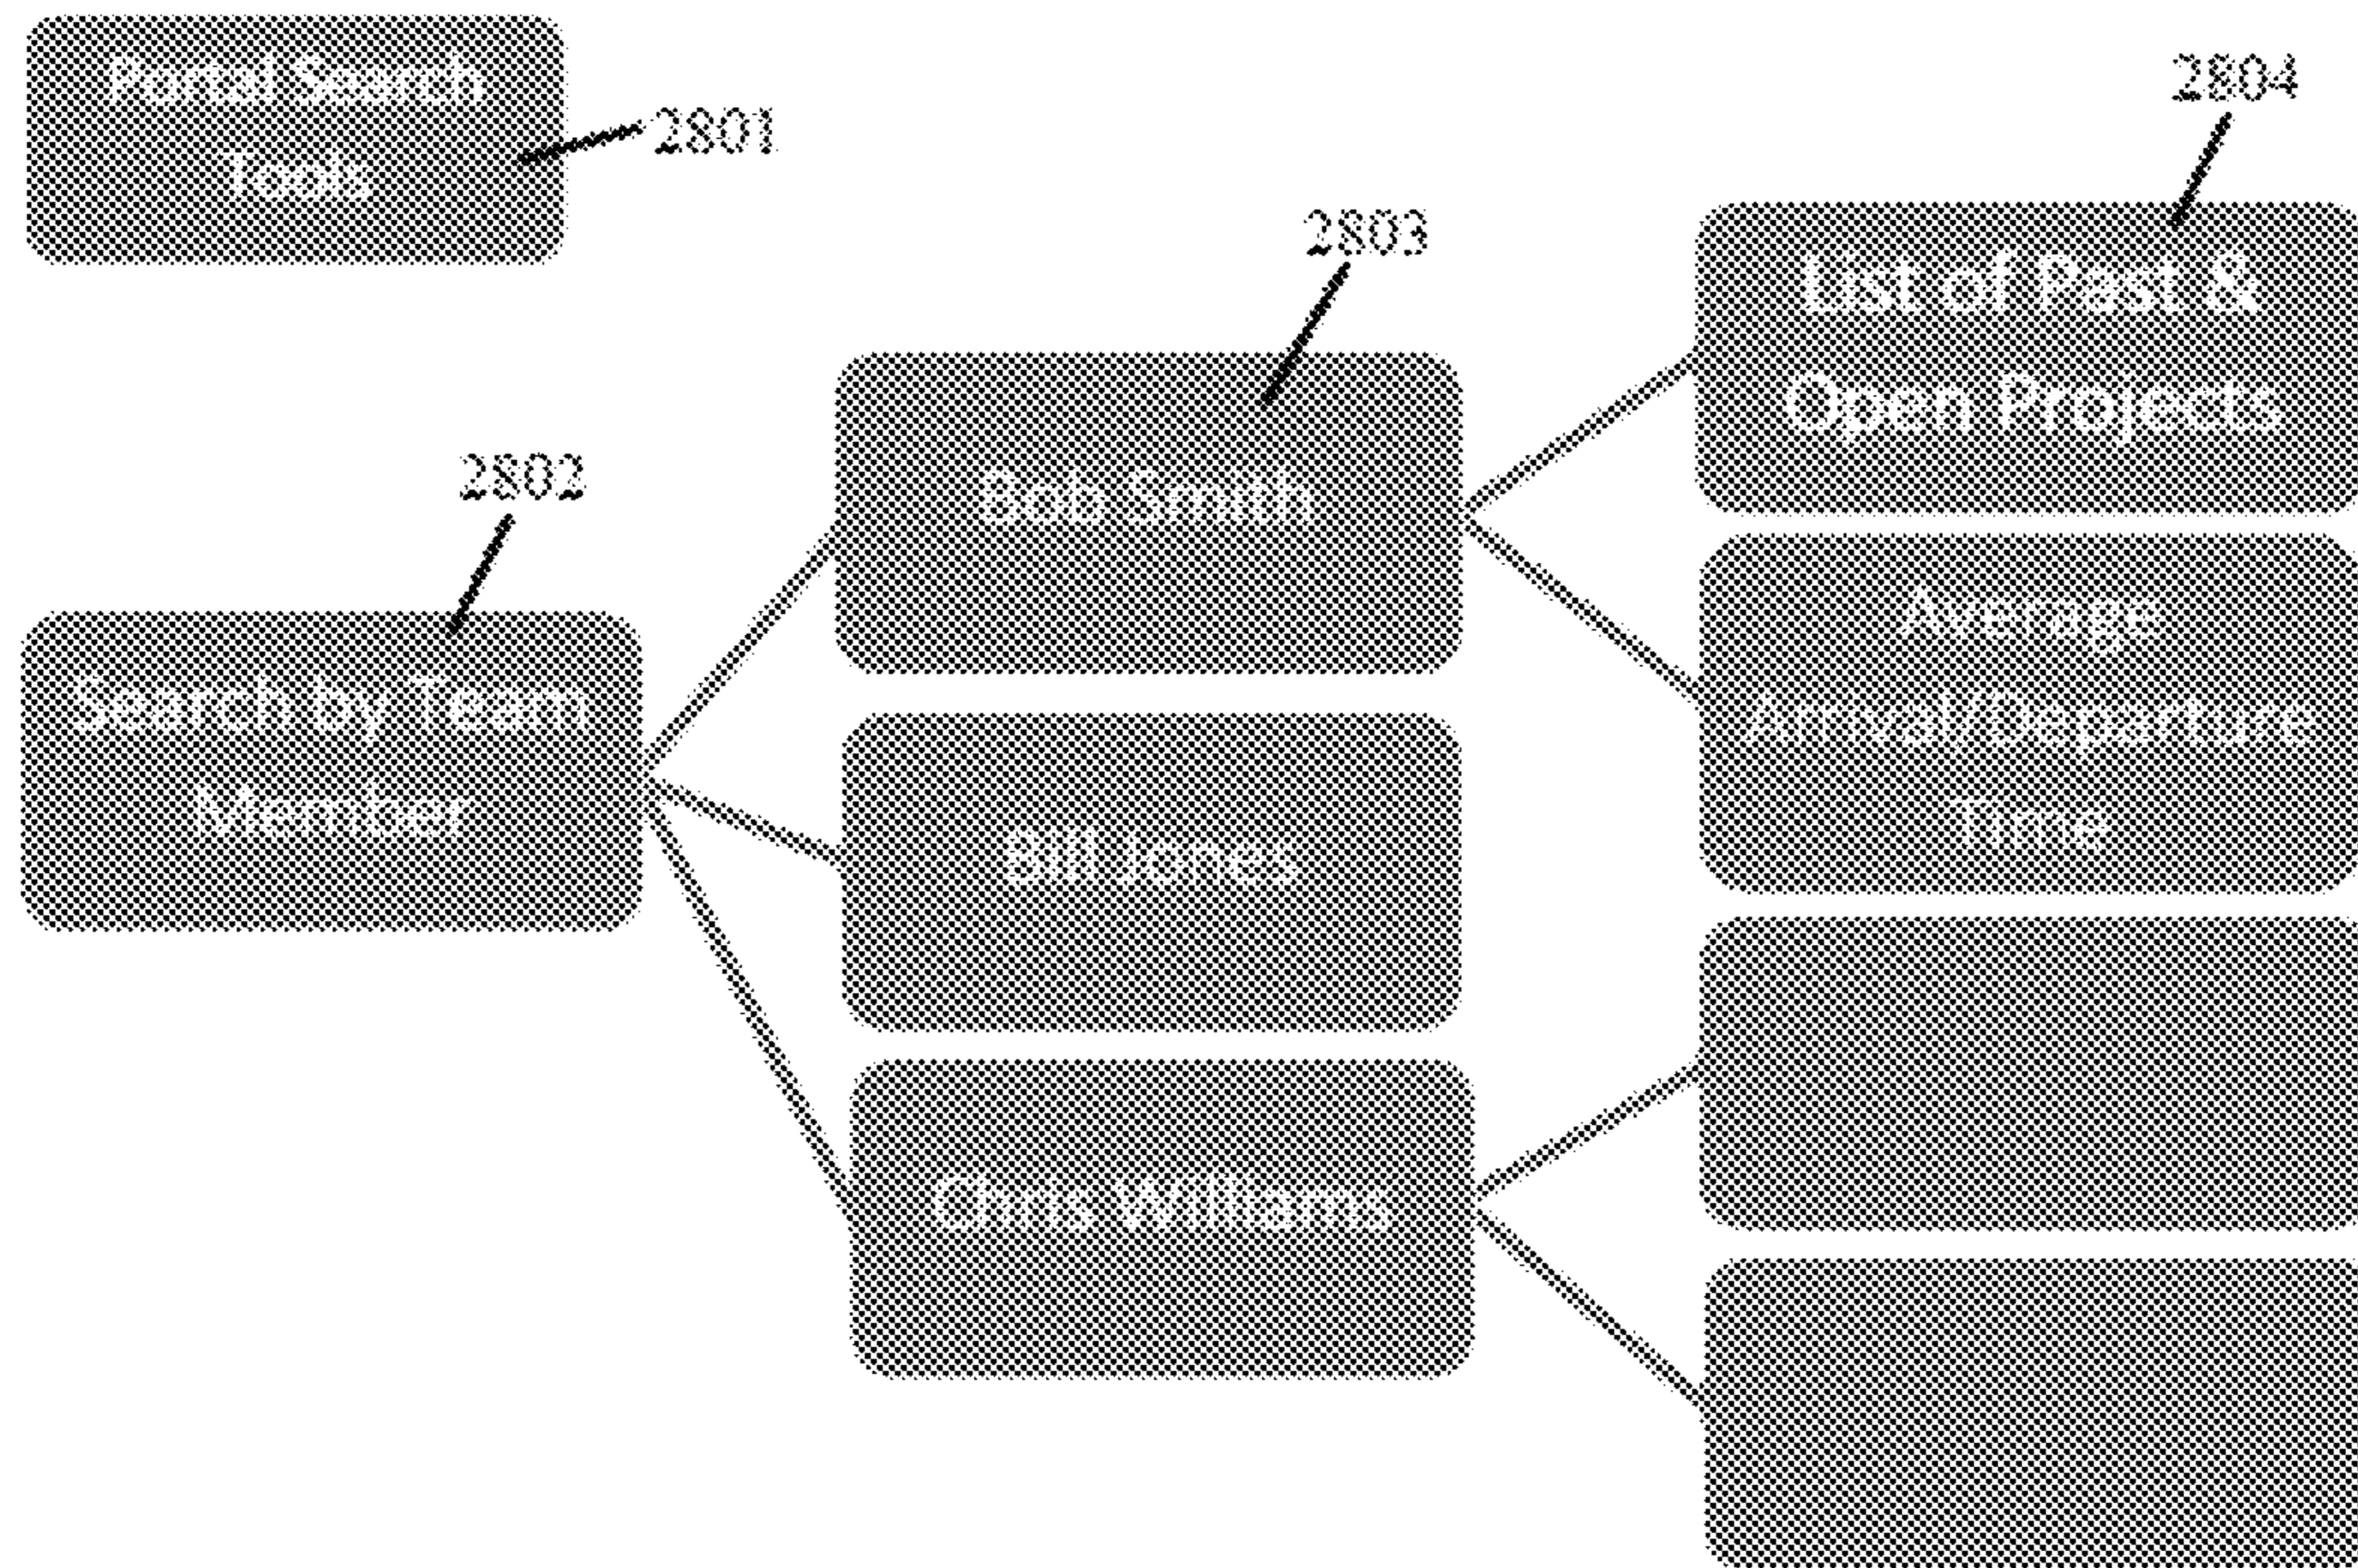 Portal Search
Tools
2801
2802
Search by Team
Member
2803
Bob Smith
Bill Jones
Chris Williams
2804
List of Past &
Open Projects
Average
Arrival/Departure
Time